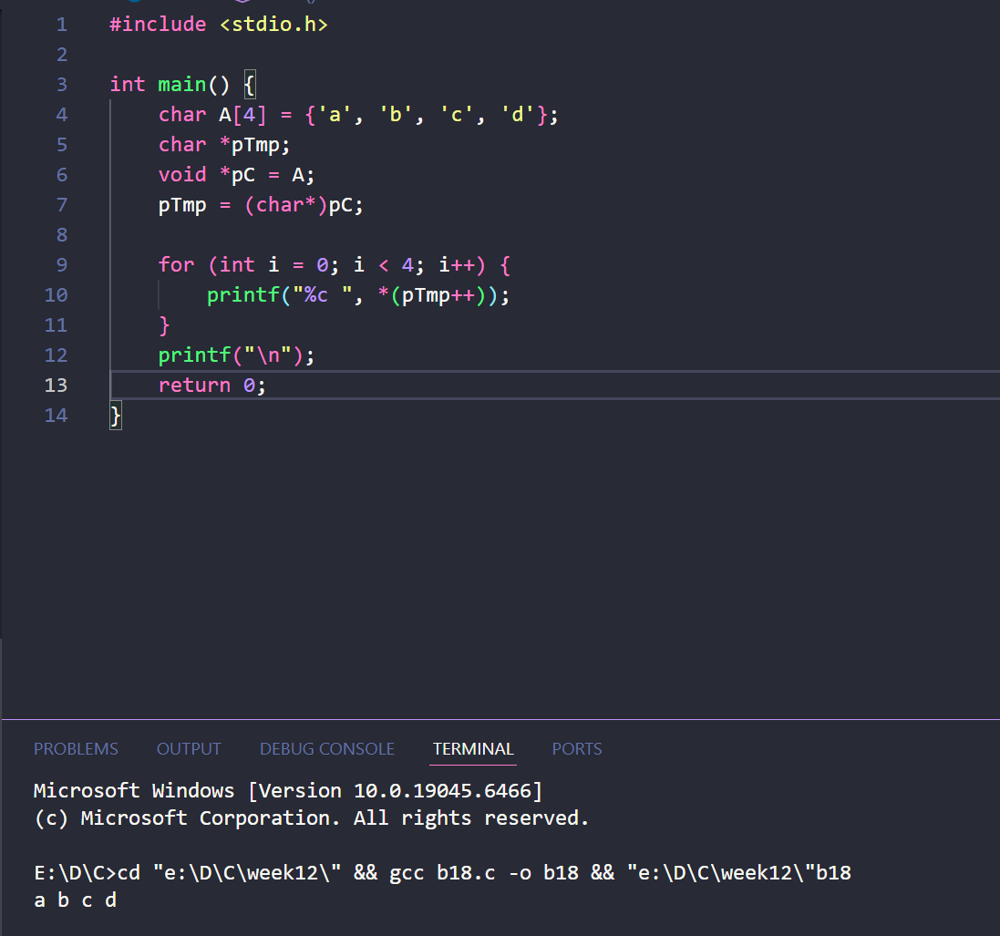 1 #include <stdio.h>
2
3 int main() {
4     char A[4] = {'a', 'b', 'c', 'd'};
5     char *pTmp;
6     void *pC = A;
7     pTmp = (char*)pC;
8
9     for (int i = 0; i < 4; i++) {
10         printf("%c ", *(pTmp++));
11     }
12     printf("\n");
13     return 0;
14 }
PROBLEMS OUTPUT DEBUG CONSOLE TERMINAL PORTS
Microsoft Windows [Version 10.0.19045.6466]
(c) Microsoft Corporation. All rights reserved.
E:\D\C>cd "e:\D\C\week12\" && gcc b18.c -o b18 && "e:\D\C\week12\"b18
a b c d